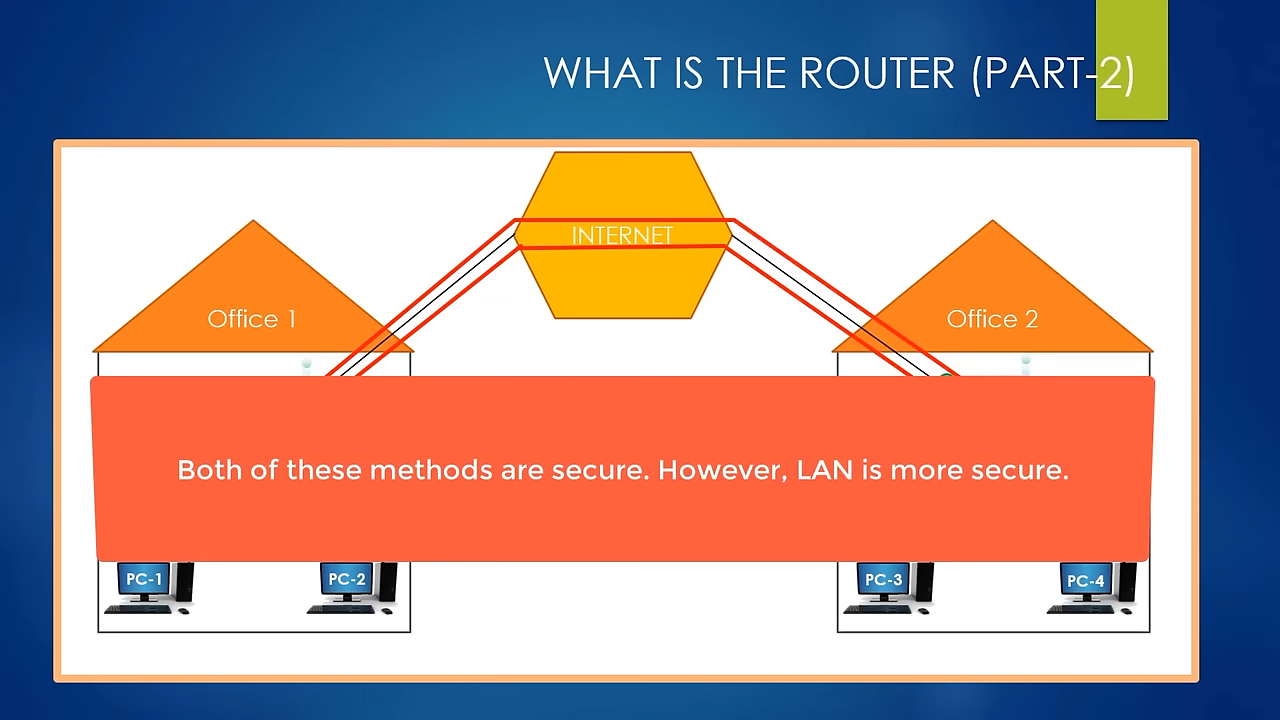 WHAT IS THE ROUTER (PART-2)
INTERNET
Office 1
Office 2
Both of these methods are secure. However, LAN is more secure.
PC-1
PC-2
PC-3
PC-4